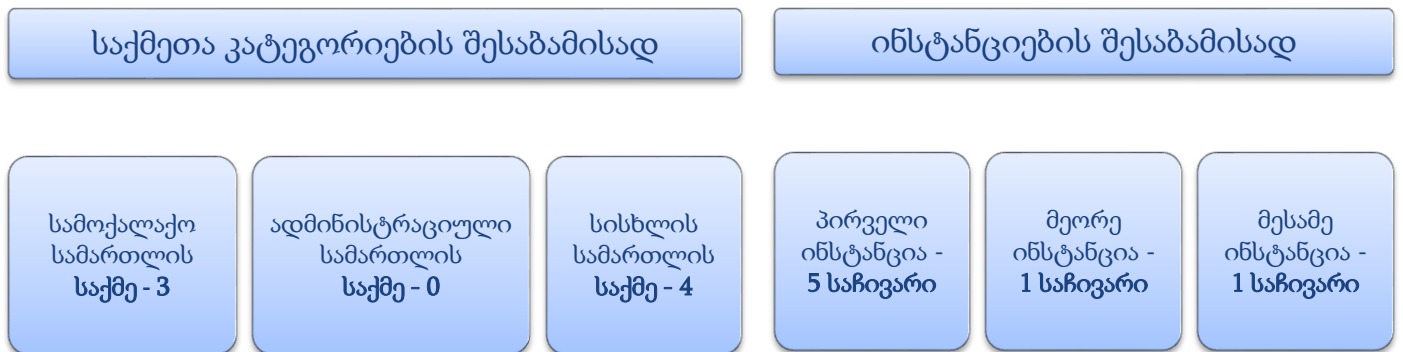 საქმეთა კატეგორიების შესაბამისად
სამოქალაქო
სამართლის
საქმე - 3
ადმინისტრაციული
სამართლის
საქმე - 0
სისხლის
სამართლის
საქმე - 4
ინსტანციების შესაბამისად
პირველი
ინსტანცია -
5 საჩივარი
მეორე
ინსტანცია -
1 საჩივარი
მესამე
ინსტანცია -
1 საჩივარი